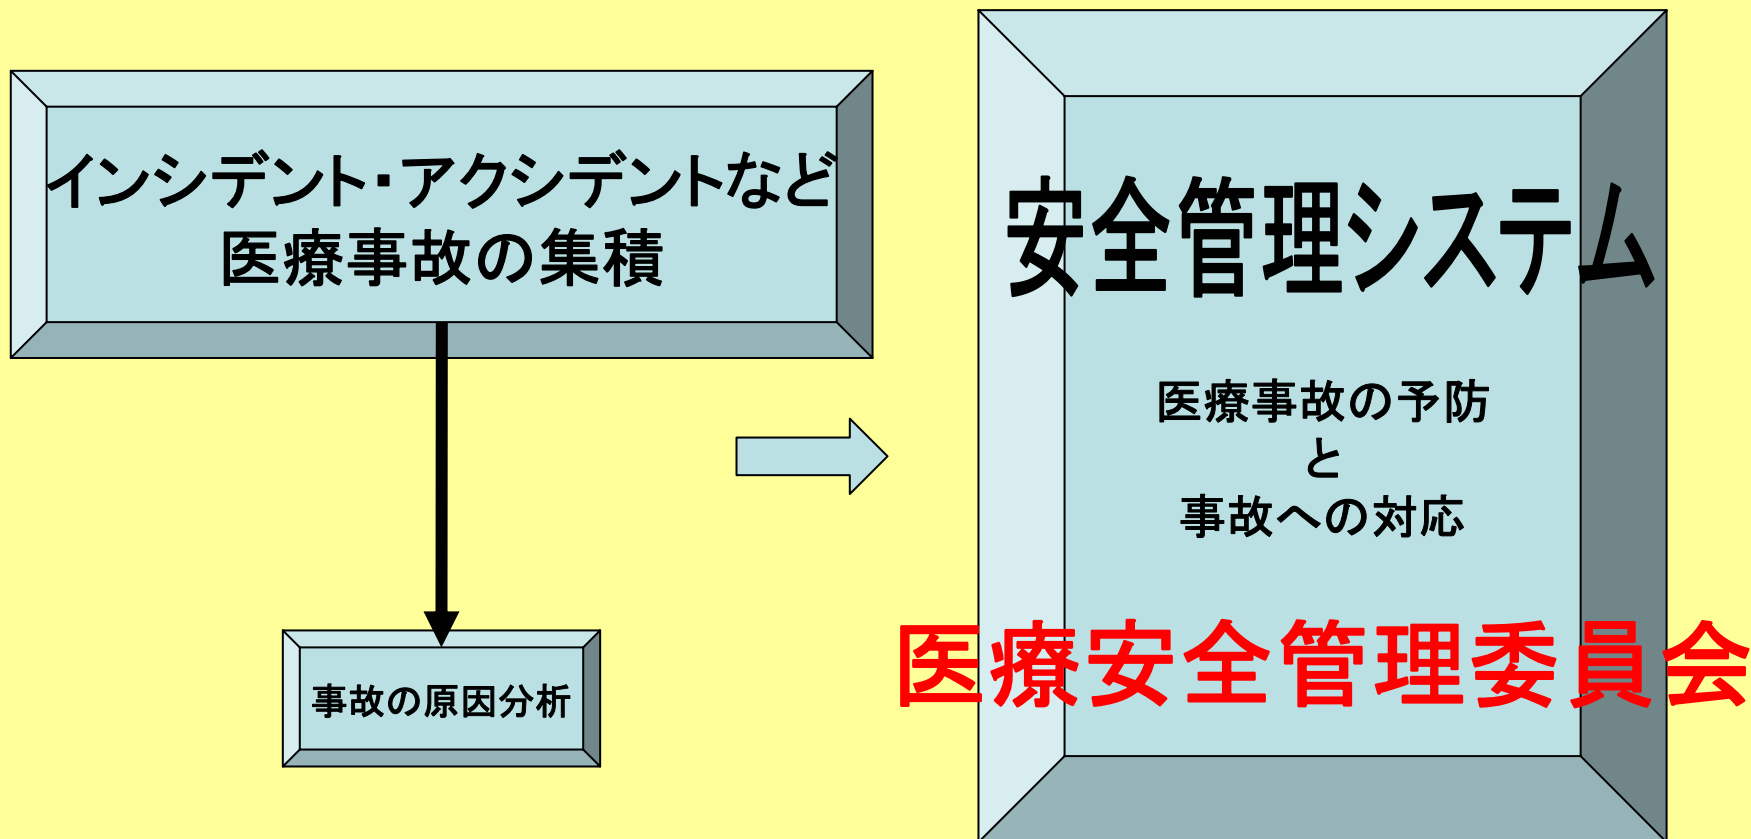 インシデント・アクシデントなど
医療事故の集積
事故の原因分析
安全管理システム
医療事故の予防
と
事故への対応
医療安全管理委員会